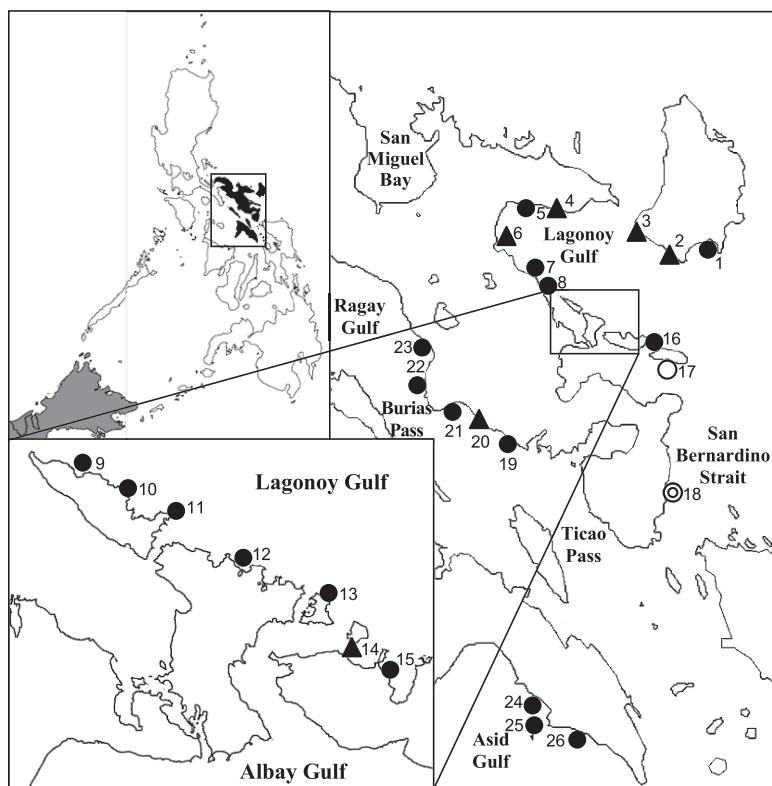 San
Miguel
Bay
4
5
3
6
Lagonoy
Gulf
2
1
7
8
Ragay
Gulf
16
23
17
22
Burias
Pass
21
20
19
San
Bernardino
Strait
18
Ticao
Pass
9
Lagonoy Gulf
10
11
12
13
14
15
24
25
Asid
Gulf
26
Albay Gulf